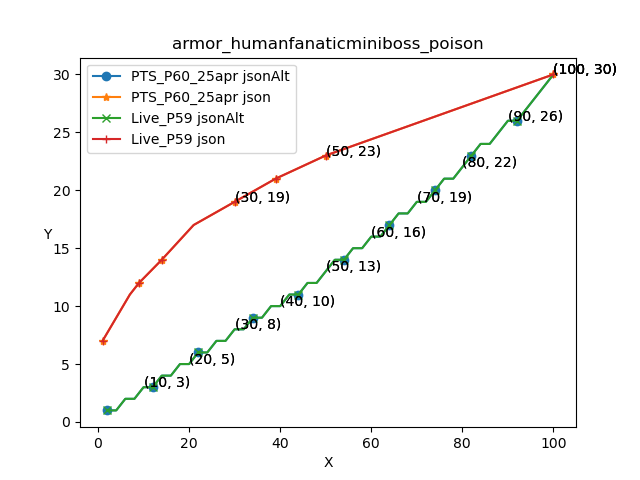 armor_humanfanaticminiboss_poison
PTS_P60_25apr jsonAlt
PTS_P60_25apr json
Live_P59 jsonAlt
Live_P59 json
(100, 30)
(90, 26)
(50, 23)
(80, 22)
(30, 19)
(70, 19)
(60, 16)
(50, 13)
(40, 10)
(30, 8)
(20, 5)
(10, 3)
30
25
20
15
10
5
0
Y
0 20 40 60 80 100
X